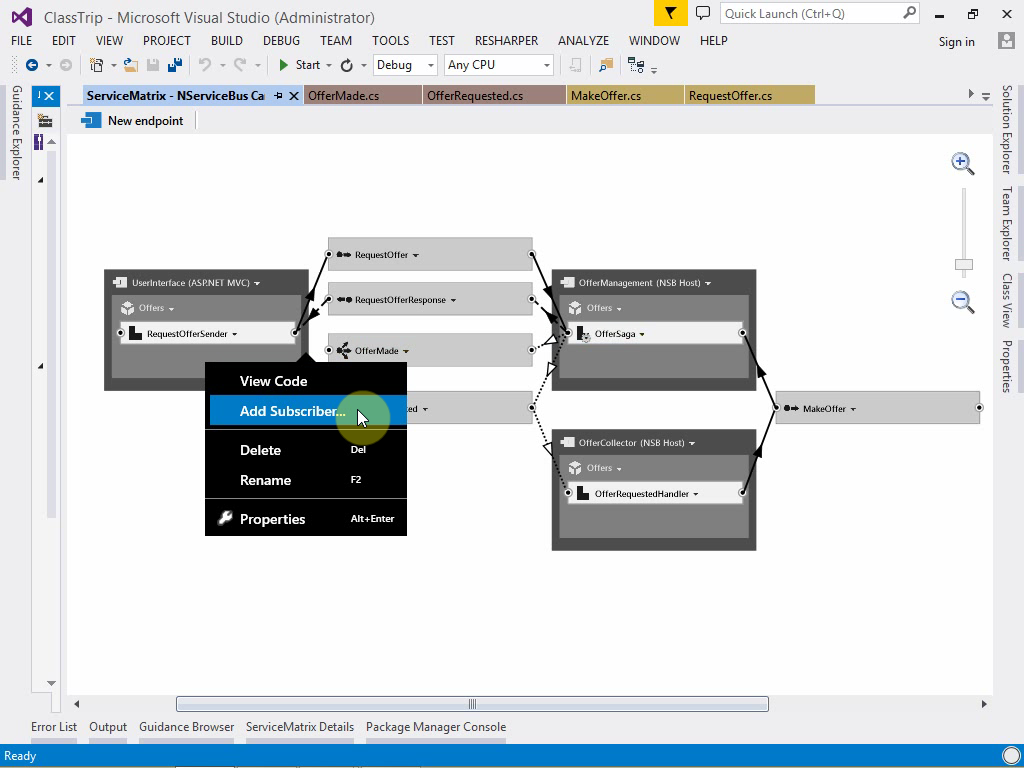 ClassTrip - Microsoft Visual Studio (Administrator)
Quick Launch (Ctrl+Q)
FILE EDIT VIEW PROJECT BUILD DEBUG TEAM TOOLS TEST RESHARPER ANALYZE WINDOW HELP Sign in
Start Debug Any CPU
Guidance Explorer
ServiceMatrix - NServiceBus Ca OfferMade.cs OfferRequested.cs MakeOffer.cs RequestOffer.cs
New endpoint
Solution Explorer
Team Explorer
Class View
Properties
RequestOffer
UserInterface (ASP.NET MVC)
Offers
RequestOfferSender
RequestOfferResponse
OfferMade
OfferManagement (NSB Host)
Offers
OfferSaga
View Code
Add Subscriber...
Delete Del
Rename F2
Properties Alt+Enter
ted
MakeOffer
OfferCollector (NSB Host)
Offers
OfferRequestedHandler
Error List Output Guidance Browser ServiceMatrix Details Package Manager Console
Ready